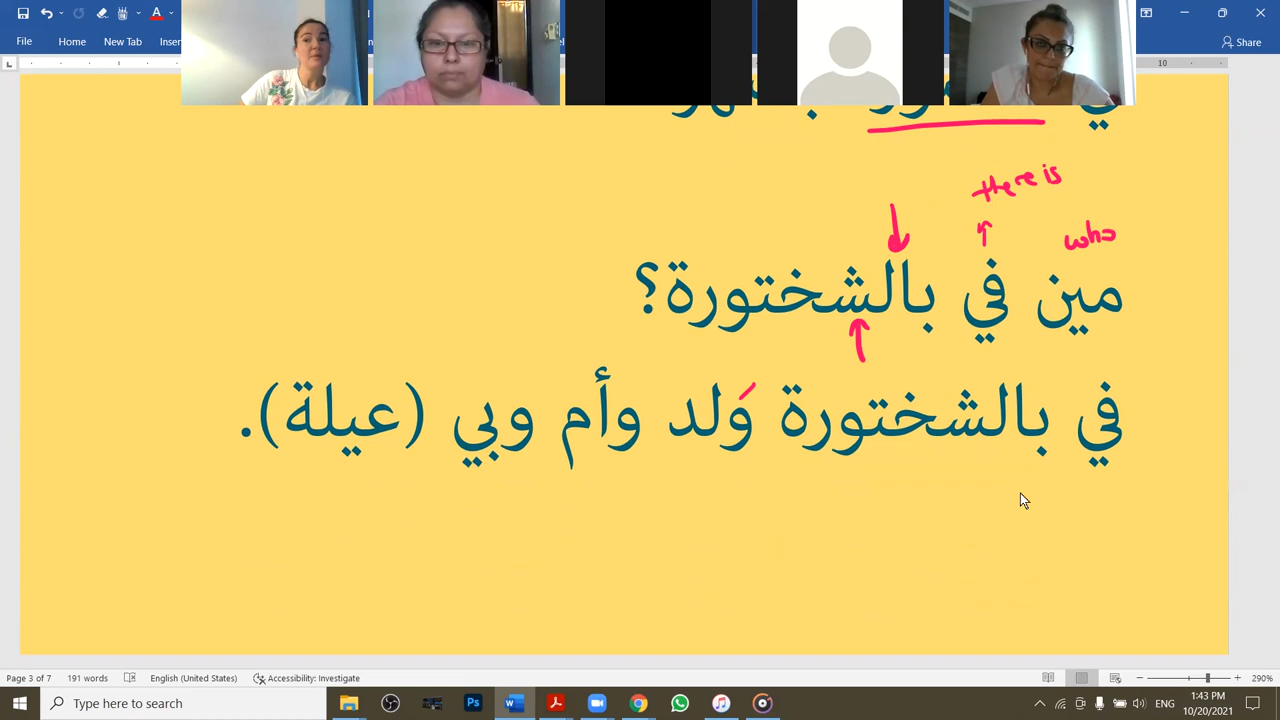 File Home New Tab Share
10
there is
who
مين في بالشختورة؟
في بالشختورة وَلد وأم وبي (عيلة).
Page 3 of 7 191 words English (United States) Accessibility: Investigate 290%
Type here to search ENG 1:43 PM
10/20/2021